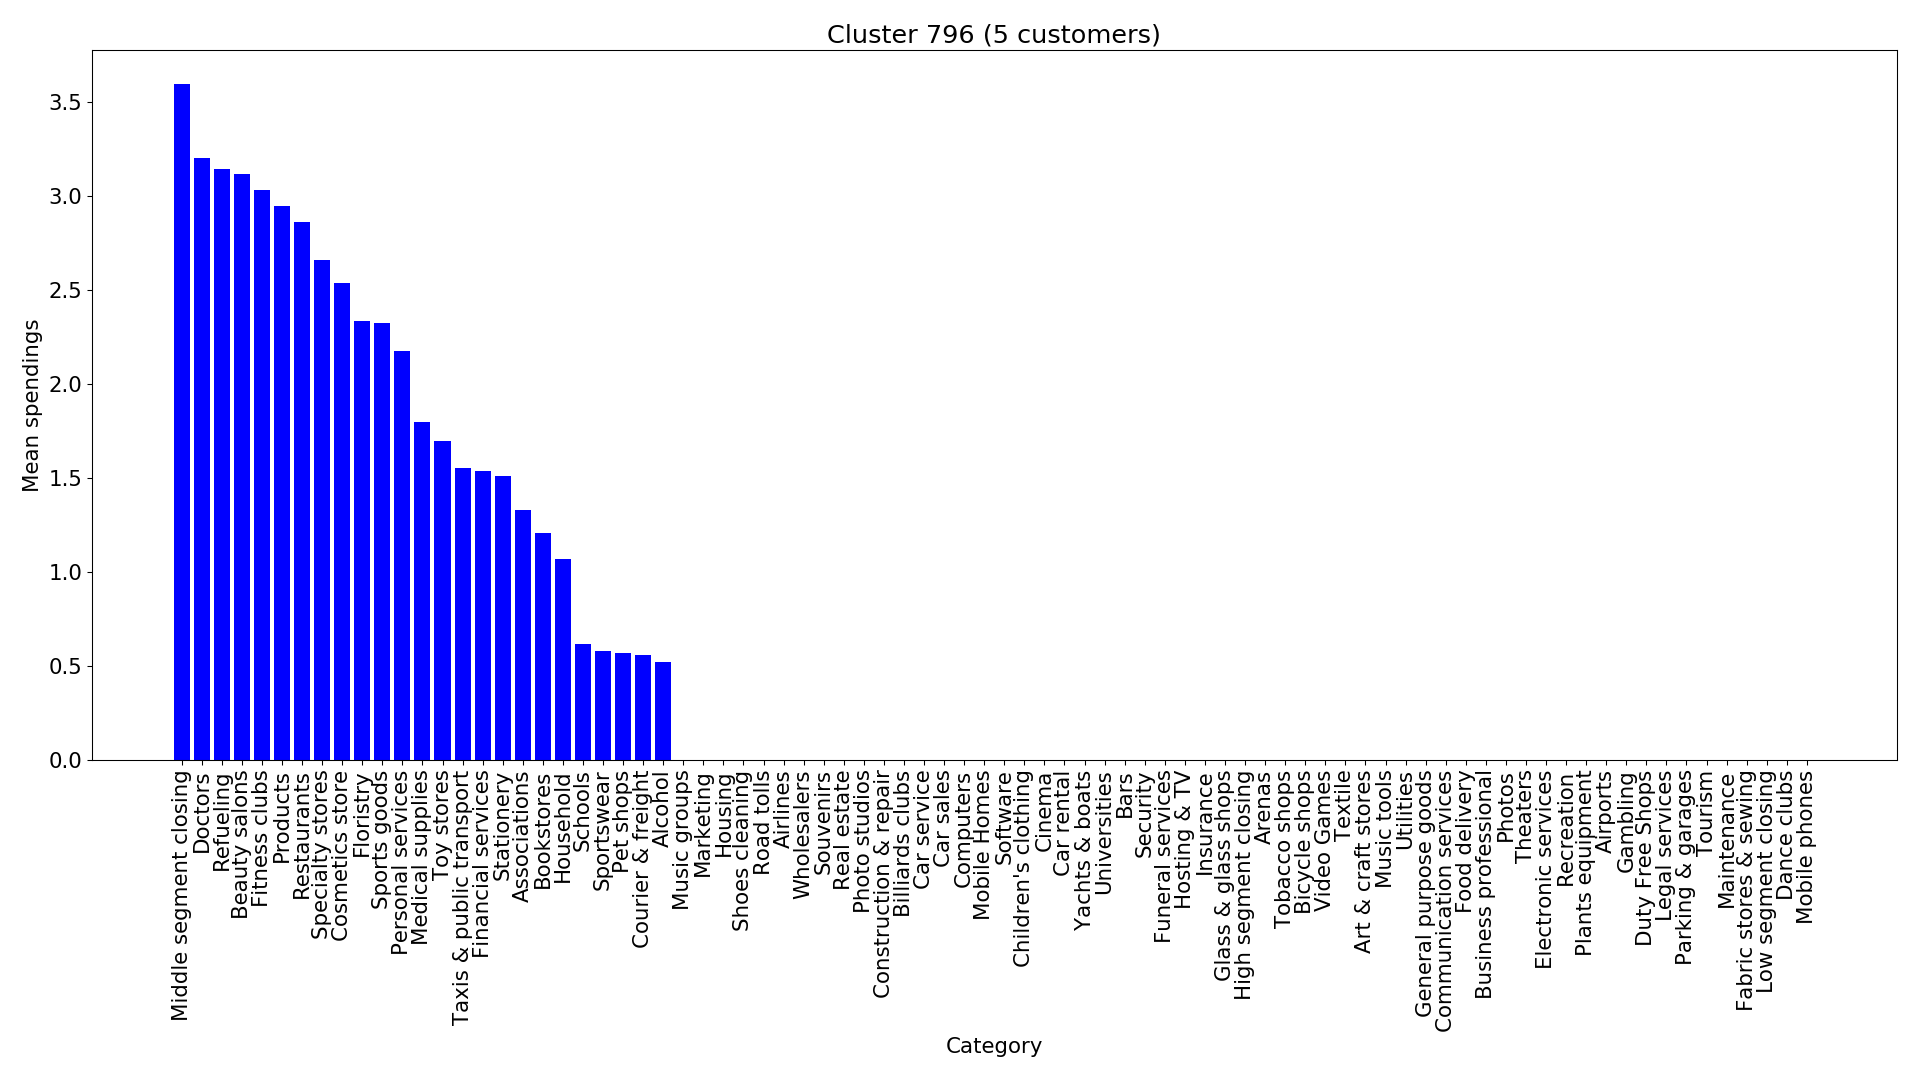 Cluster 796 (5 customers)
Mean spendings
3.5
3.0
2.5
2.0
1.5
1.0
0.5
0.0
Middle segment closing
Doctors
Refueling
Beauty salons
Fitness clubs
Products
Restaurants
Specialty stores
Cosmetics store
Floristry
Sports goods
Personal services
Medical supplies
Toy stores
Taxis & public transport
Financial services
Stationery
Associations
Bookstores
Household
Schools
Sportswear
Pet shops
Courier & freight
Alcohol
Music groups
Marketing
Housing
Shoes cleaning
Road tolls
Airlines
Wholesalers
Souvenirs
Real estate
Photo studios
Construction & repair
Billiards clubs
Car service
Car sales
Computers
Mobile Homes
Software
Children's clothing
Cinema
Car rental
Yachts & boats
Universities
Bars
Security
Funeral services
Hosting & TV
Insurance
Glass & glass shops
High segment closing
Arenas
Tobacco shops
Bicycle shops
Video Games
Textile
Art & craft stores
Music tools
Utilities
General purpose goods
Communication services
Food delivery
Business professional
Photos
Theaters
Electronic services
Recreation
Plants equipment
Airports
Gambling
Duty Free Shops
Legal services
Parking & garages
Tourism
Maintenance
Fabric stores & sewing
Low segment closing
Dance clubs
Mobile phones
Category